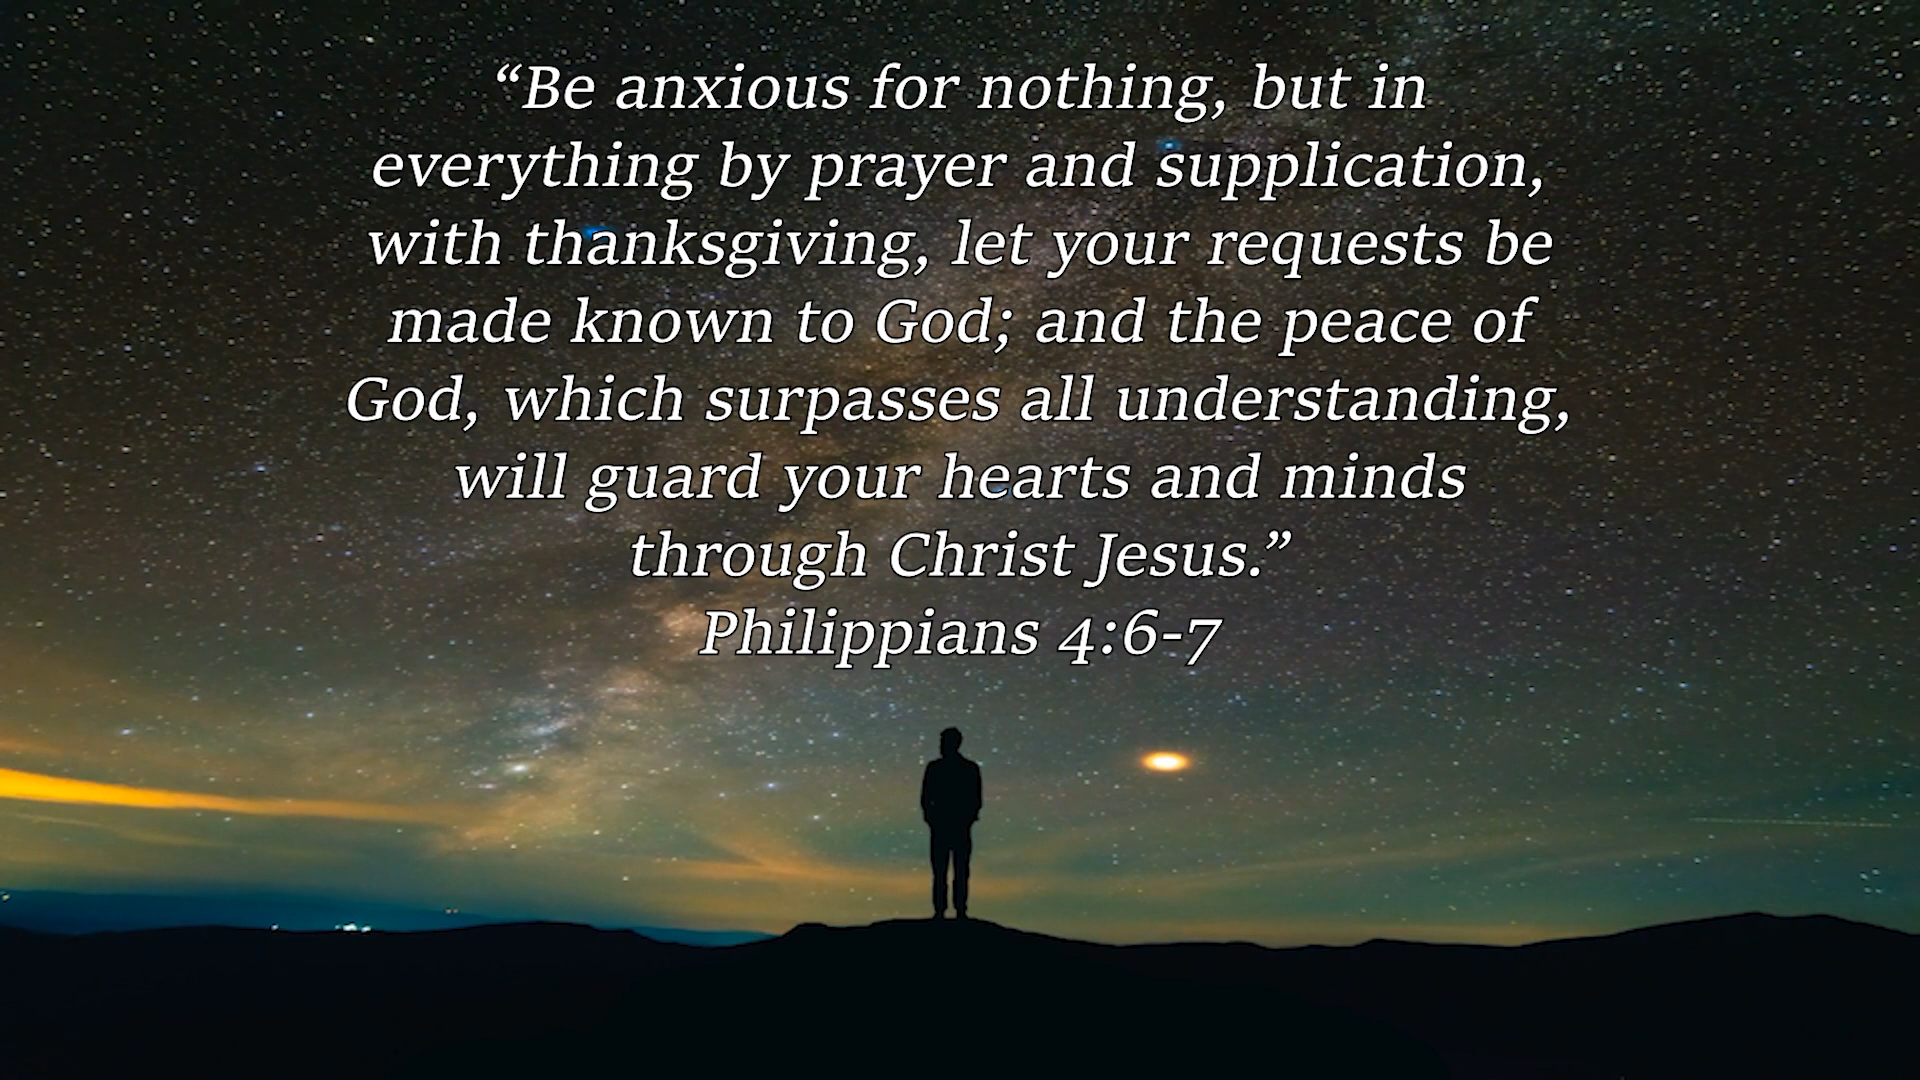 “Be anxious for nothing, but in
everything by prayer and supplication,
with thanksgiving, let your requests be
made known to God; and the peace of
God, which surpasses all understanding,
will guard your hearts and minds
through Christ Jesus.”
Philippians 4:6-7